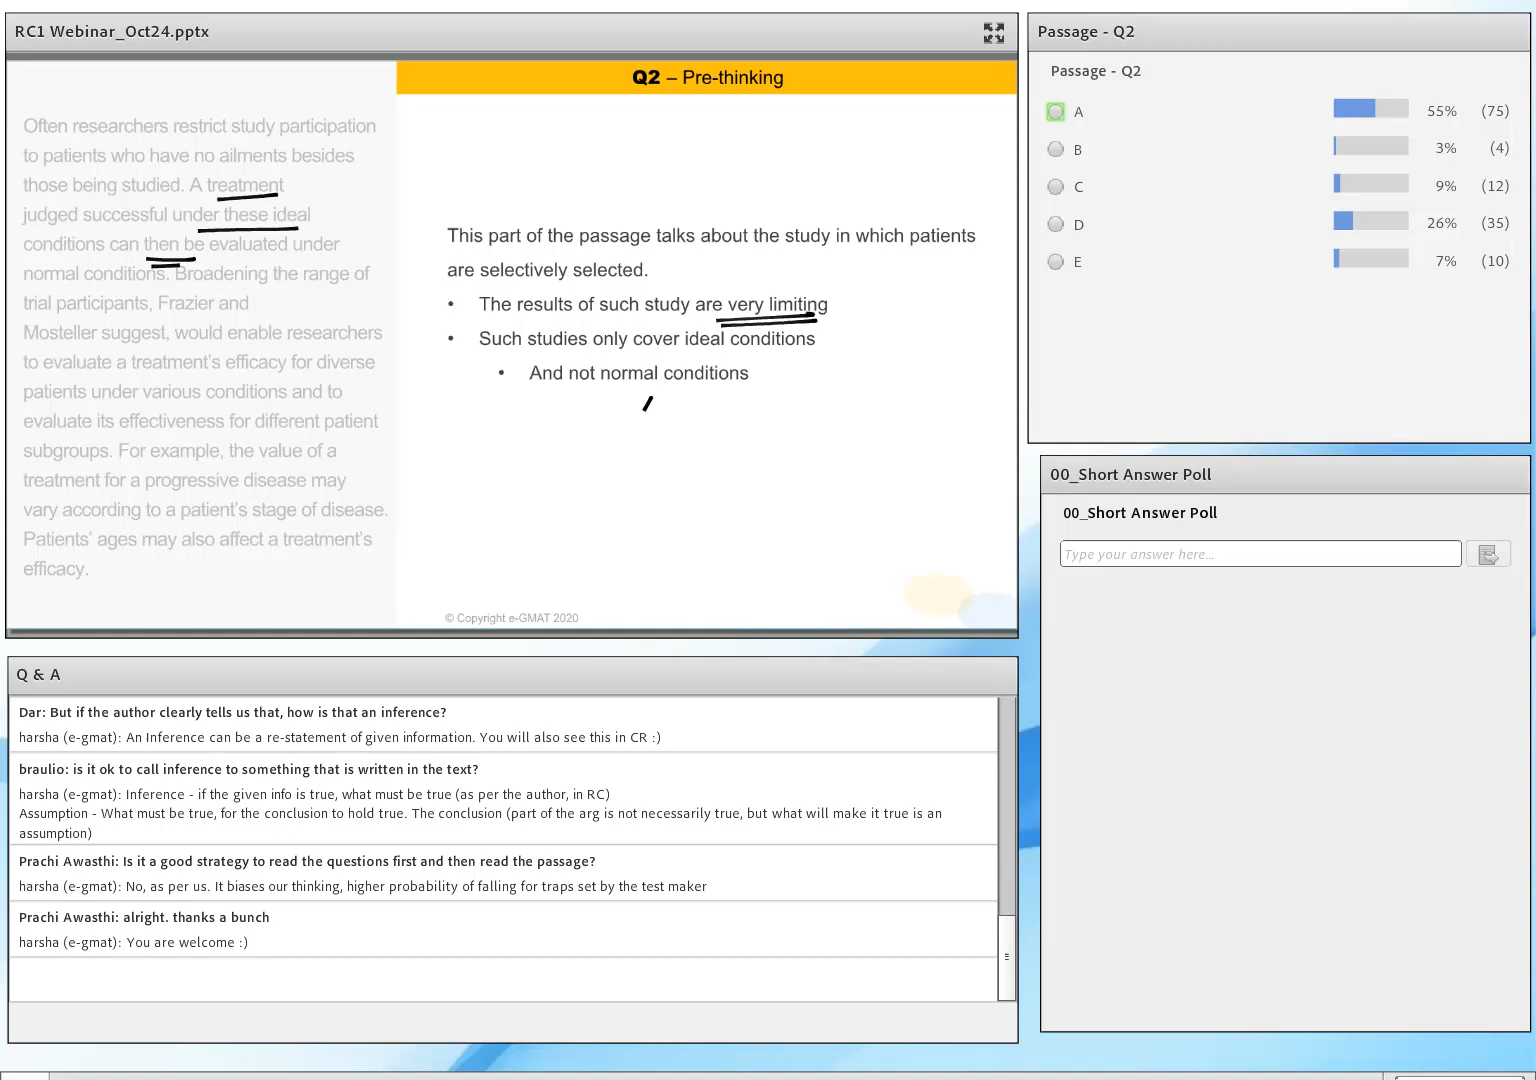 RC1 Webinar_Oct24.pptx
Q2 – Pre-thinking
Often researchers restrict study participation
to patients who have no ailments besides
those being studied. A treatment
judged successful under these ideal
conditions can then be evaluated under
normal conditions. Broadening the range of
trial participants, Frazier and
Mosteller suggest, would enable researchers
to evaluate a treatment's efficacy for diverse
patients under various conditions and to
evaluate its effectiveness for different patient
subgroups. For example, the value of a
treatment for a progressive disease may
vary according to a patient's stage of disease.
Patients' ages may also affect a treatment's
efficacy.
This part of the passage talks about the study in which patients
are selectively selected.
• The results of such study are very limiting
• Such studies only cover ideal conditions
• And not normal conditions
© Copyright e-GMAT 2020
Passage - Q2
Passage - Q2
A 55% (75)
B 3% (4)
C 9% (12)
D 26% (35)
E 7% (10)
00_Short Answer Poll
00_Short Answer Poll
Type your answer here...
Q & A
Dar: But if the author clearly tells us that, how is that an inference?
harsha (e-gmat): An Inference can be a re-statement of given information. You will also see this in CR :)
braulio: is it ok to call inference to something that is written in the text?
harsha (e-gmat): Inference - if the given info is true, what must be true (as per the author, in RC)
Assumption - What must be true, for the conclusion to hold true. The conclusion (part of the arg is not necessarily true, but what will make it true is an
assumption)
Prachi Awasthi: Is it a good strategy to read the questions first and then read the passage?
harsha (e-gmat): No, as per us. It biases our thinking, higher probability of falling for traps set by the test maker
Prachi Awasthi: alright. thanks a bunch
harsha (e-gmat): You are welcome :)